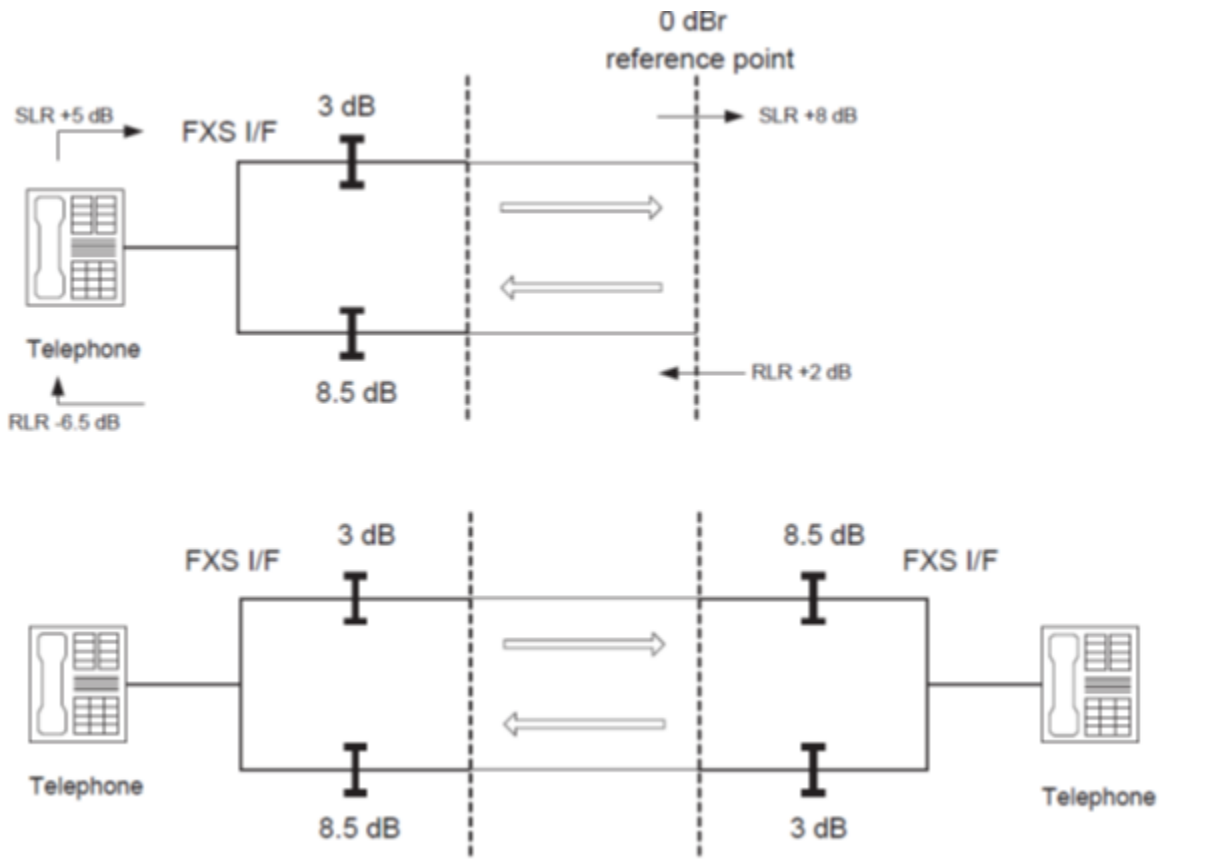 0 dBr
reference point
SLR +5 dB
3 dB
FXS I/F
SLR +8 dB
Telephone
8.5 dB
RLR +2 dB
RLR -6.5 dB
3 dB
8.5 dB
FXS I/F
FXS I/F
Telephone
Telephone
8.5 dB
3 dB